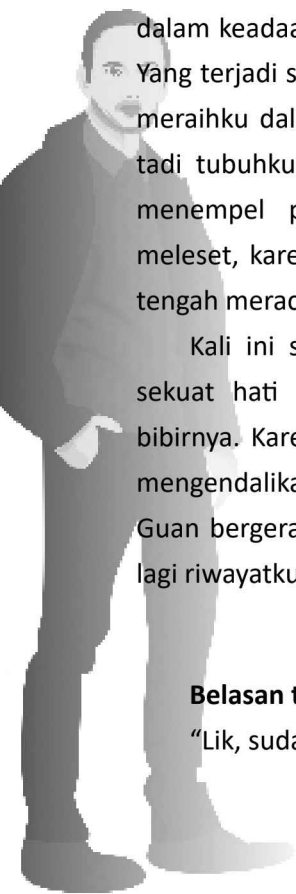 dalam keadaa
Yang terjadi s
meraihku dal
tadi tubuhku
menempel p
meleset, kare
tengah merac
Kali ini s
sekuat hati
bibirnya. Kare
mengendalika
Guan bergera
lagi riwayatku
Belasan t
“Lik, suda